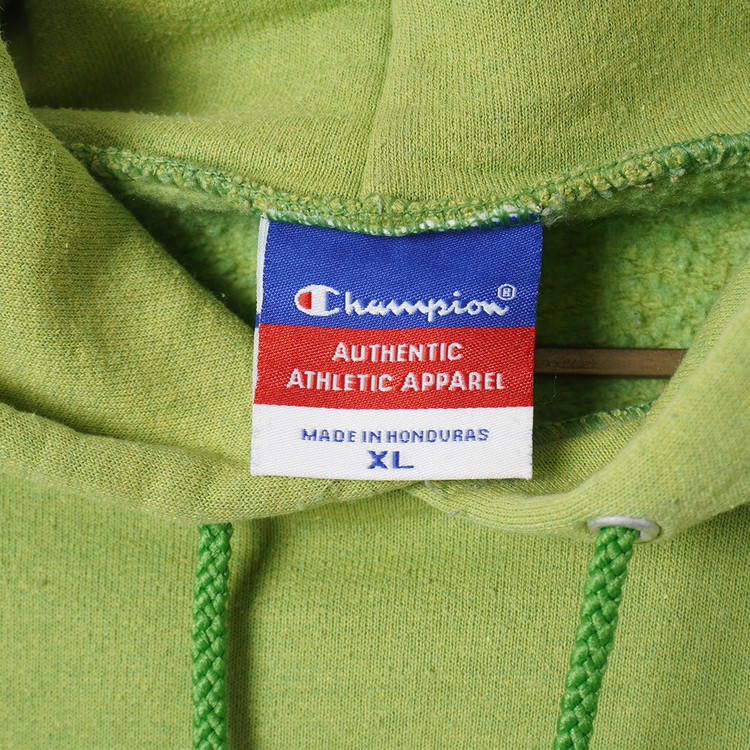 Champion®
AUTHENTIC
ATHLETIC APPAREL
MADE IN HONDURAS
XL